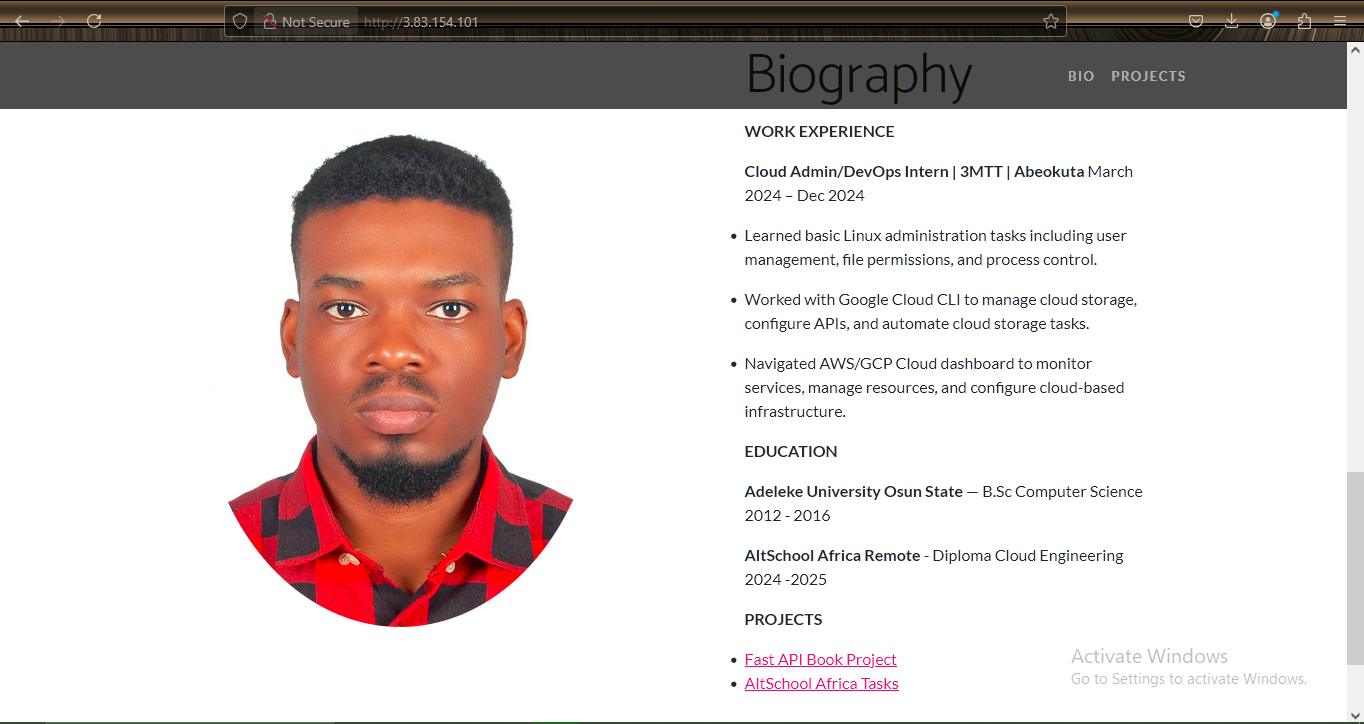 Not Secure http://3.83.154.101
Biography
BIO PROJECTS
WORK EXPERIENCE
Cloud Admin/DevOps Intern | 3MTT | Abeokuta March
2024 – Dec 2024
• Learned basic Linux administration tasks including user
management, file permissions, and process control.
• Worked with Google Cloud CLI to manage cloud storage,
configure APIs, and automate cloud storage tasks.
• Navigated AWS/GCP Cloud dashboard to monitor
services, manage resources, and configure cloud-based
infrastructure.
EDUCATION
Adeleke University Osun State — B.Sc Computer Science
2012 - 2016
AltSchool Africa Remote - Diploma Cloud Engineering
2024 -2025
PROJECTS
• Fast API Book Project
• AltSchool Africa Tasks
Activate Windows
Go to Settings to activate Windows.